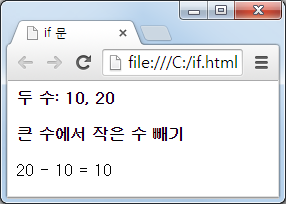 if 문
file:///C:/if.html
두 수: 10, 20
큰 수에서 작은 수 빼기
20 - 10 = 10